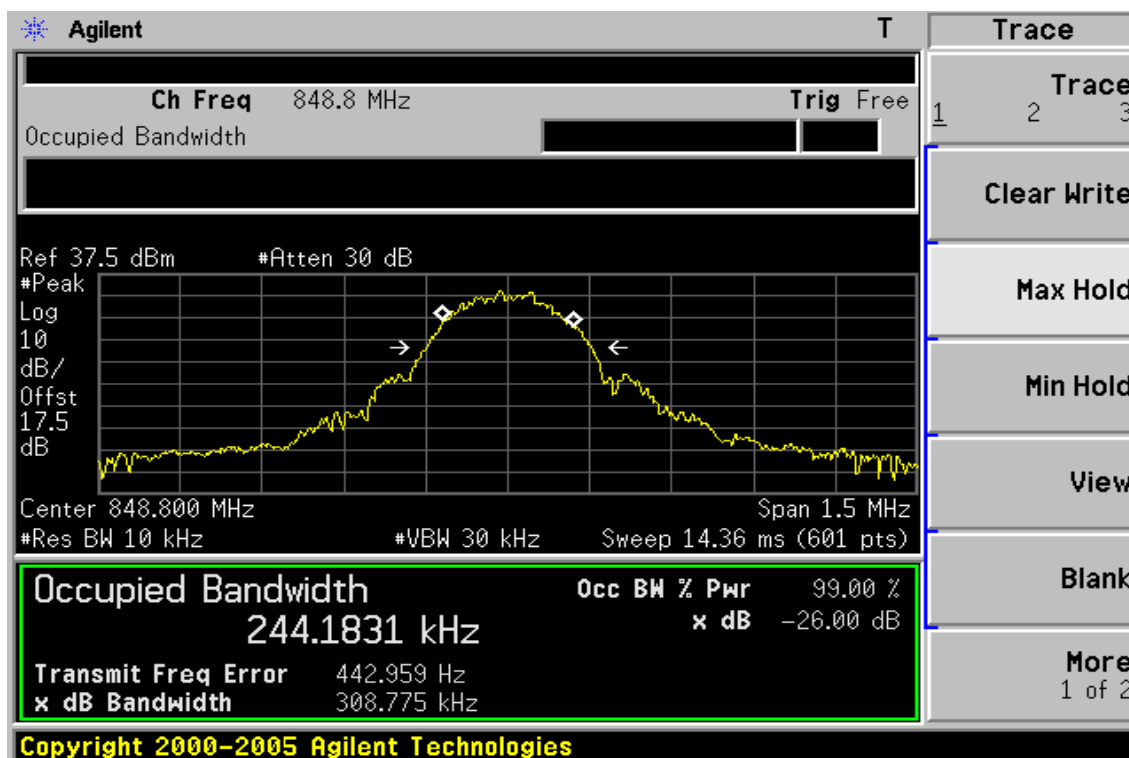 Agilent T
Trace
Ch Freq 848.8 MHz Trig Free
Occupied Bandwidth
Trace
1 2 3
Clear Write
Max Hold
Min Hold
View
Blank
More
1 of 2
Ref 37.5 dBm #Atten 30 dB
#Peak
Log
10
dB/
Offst
17.5
dB
Center 848.800 MHz Span 1.5 MHz
#Res BW 10 kHz #VBW 30 kHz Sweep 14.36 ms (601 pts)
Occupied Bandwidth
244.1831 kHz
Occ BW % Pwr 99.00 %
x dB -26.00 dB
Transmit Freq Error 442.959 Hz
x dB Bandwidth 308.775 kHz
Copyright 2000-2005 Agilent Technologies